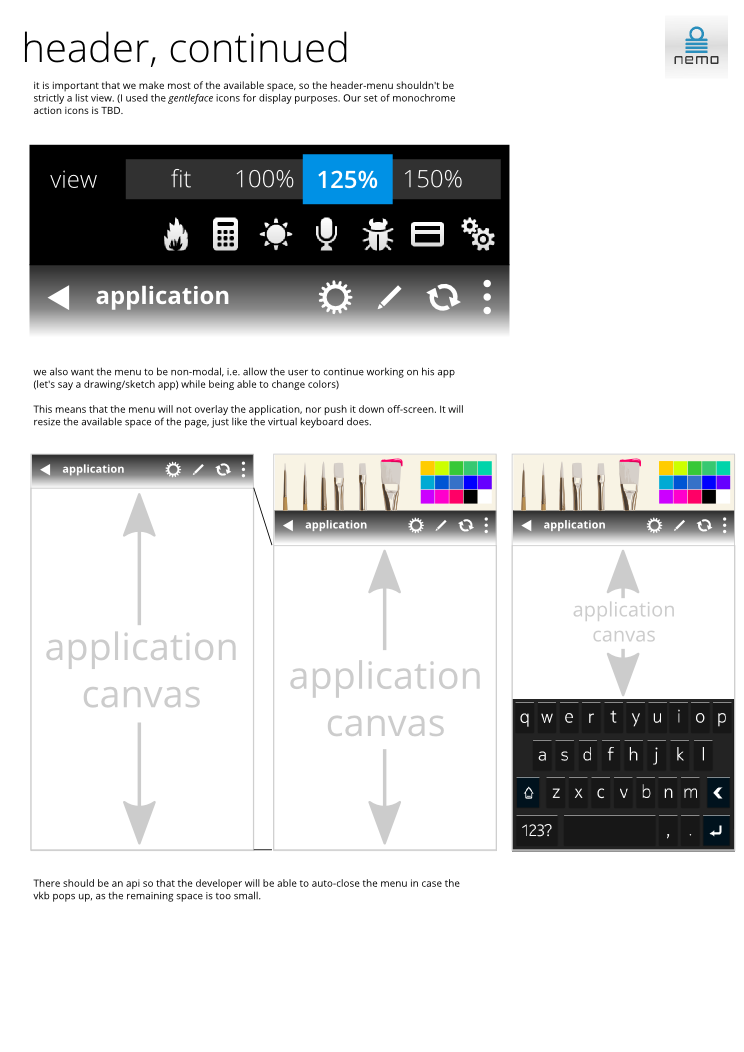 header, continued
nemo
it is important that we make most of the available space, so the header-menu shouldn't be
strictly a list view. (I used the gentleface icons for display purposes. Our set of monochrome
action icons is TBD.
view fit 100% 125% 150%
application
we also want the menu to be non-modal, i.e. allow the user to continue working on his app
(let's say a drawing/sketch app) while being able to change colors)
This means that the menu will not overlay the application, nor push it down off-screen. It will
resize the available space of the page, just like the virtual keyboard does.
application
application
canvas
application
application
canvas
application
application
canvas
q w e r t y u i o p
a s d f h j k l
z x c v b n m
123? , .
There should be an api so that the developer will be able to auto-close the menu in case the
vkb pops up, as the remaining space is too small.